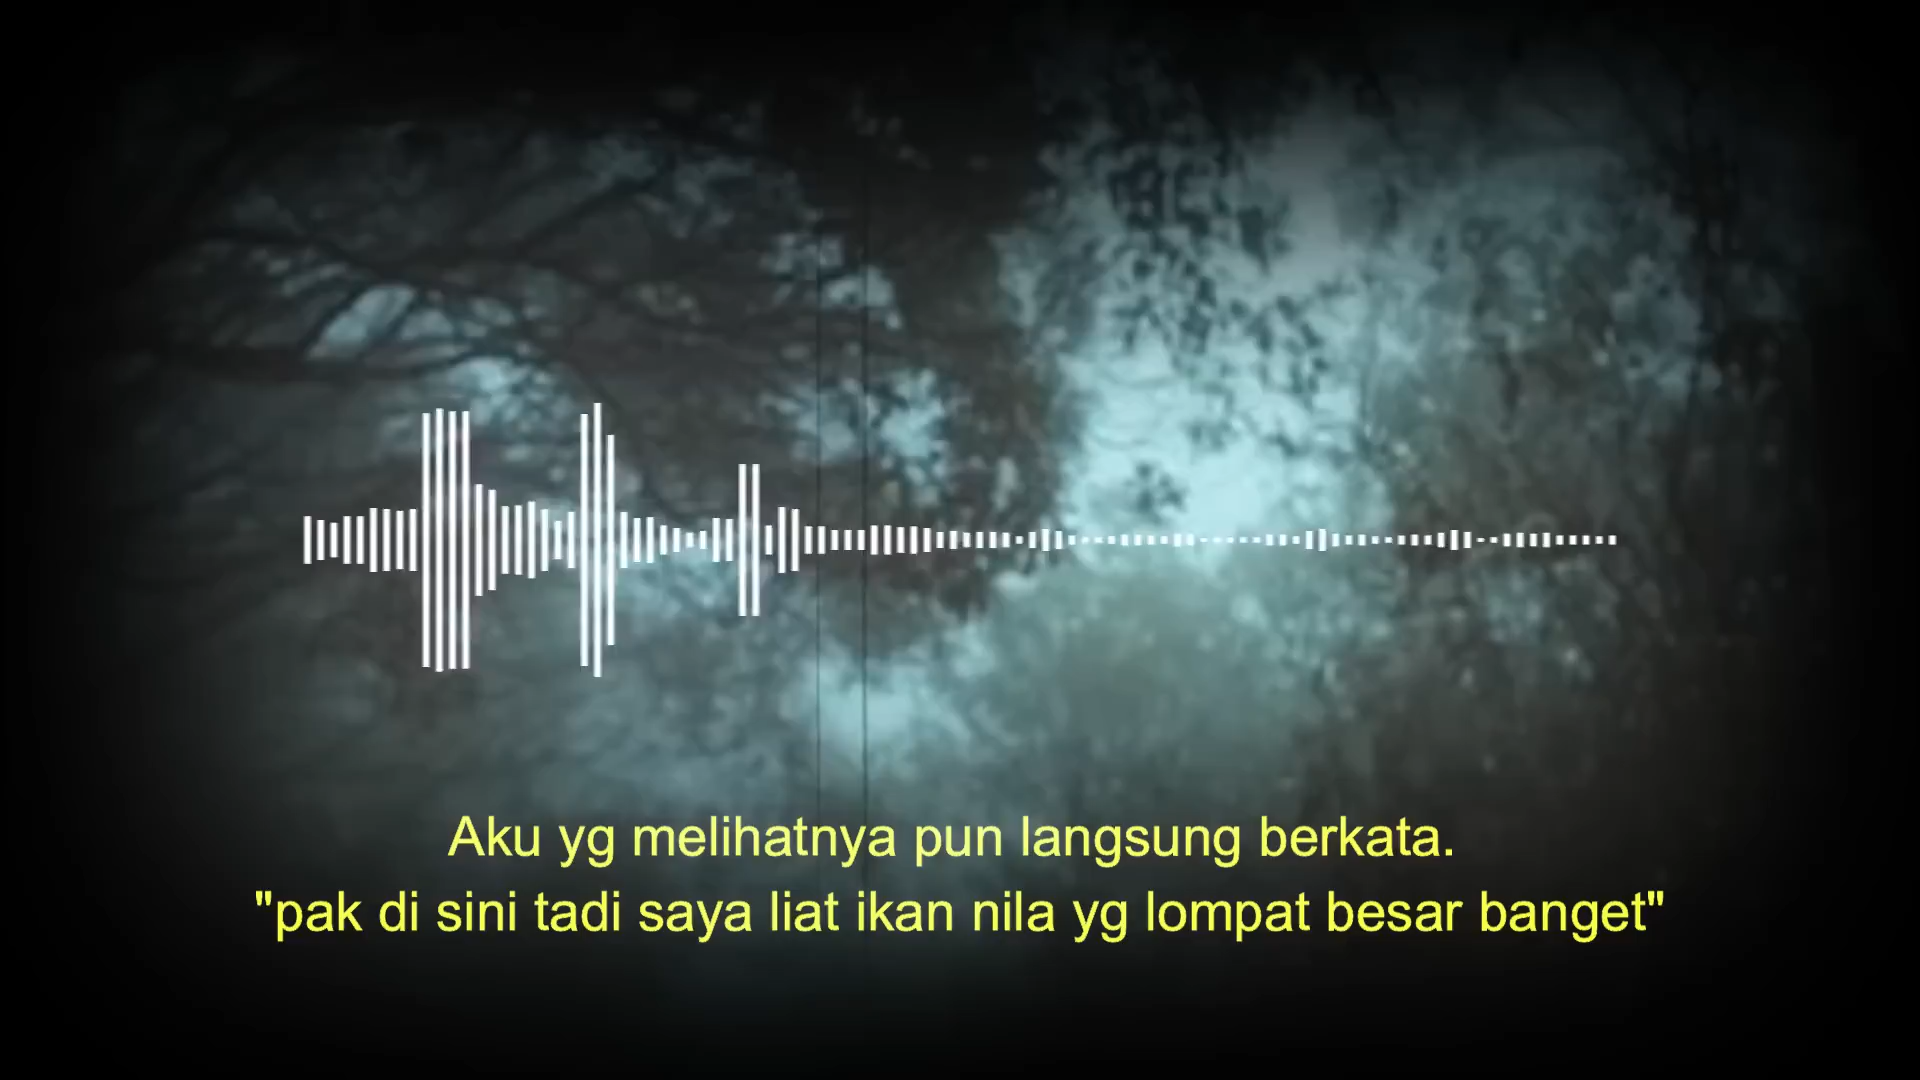 Aku yg melihatnya pun langsung berkata.
"pak di sini tadi saya liat ikan nila yg lompat besar banget"